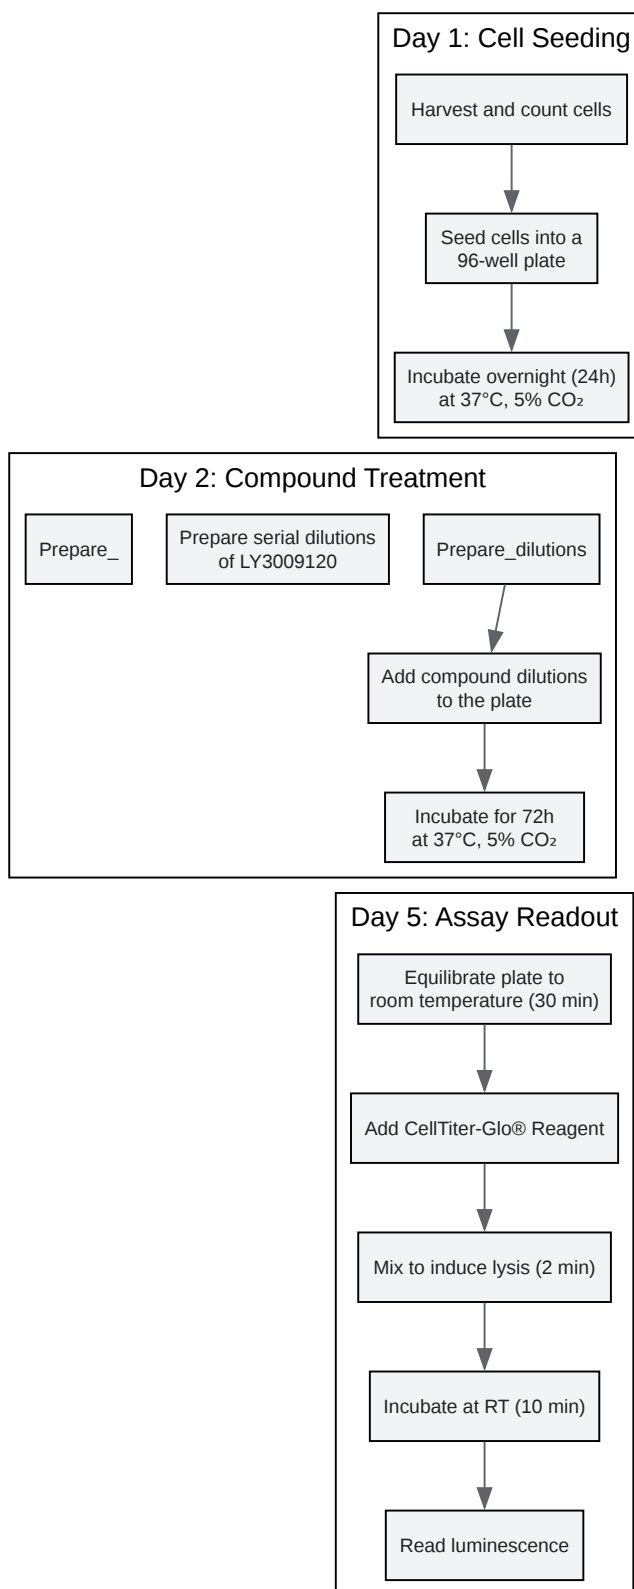 Day 1: Cell Seeding
Harvest and count cells
Seed cells into a
96-well plate
Incubate overnight (24h)
at 37°C, 5% CO₂
Day 2: Compound Treatment
Prepare_
Prepare serial dilutions
of LY3009120
Prepare_dilutions
Add compound dilutions
to the plate
Incubate for 72h
at 37°C, 5% CO₂
Day 5: Assay Readout
Equilibrate plate to
room temperature (30 min)
Add CellTiter-Glo® Reagent
Mix to induce lysis (2 min)
Incubate at RT (10 min)
Read luminescence